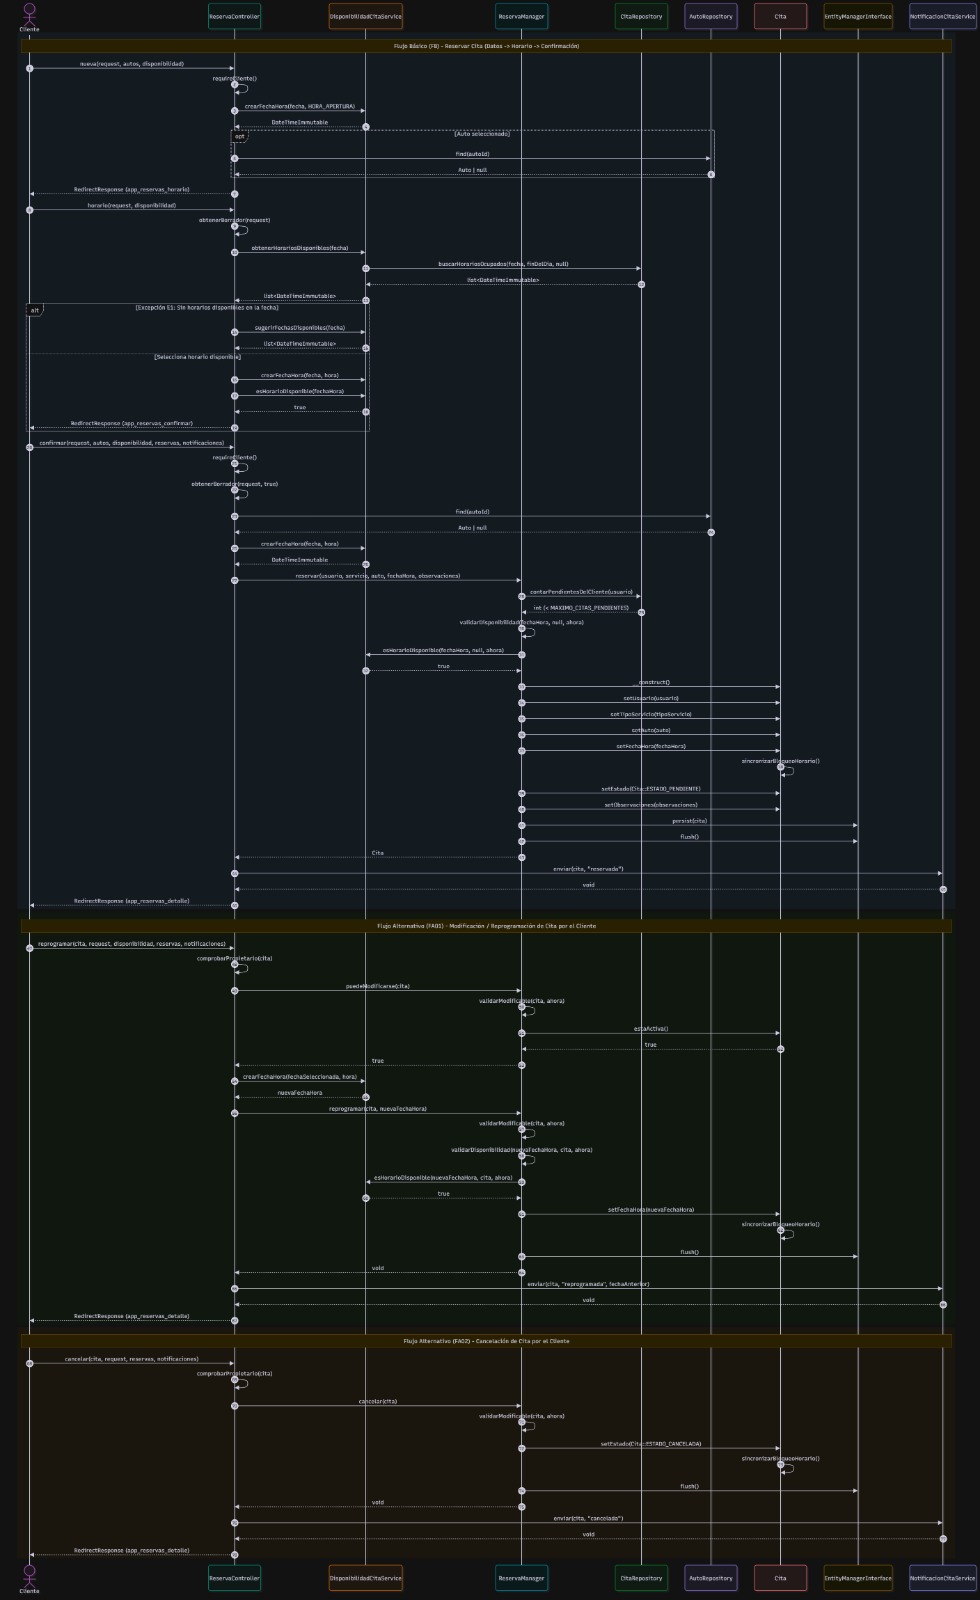 Cliente
ReservaController
DisponibilidadCitaService
ReservaManager
CitaRepository
AutoRepository
Cita
EntityManagerInterface
NotificacionCitaService
Flujo Básico (FB) - Reservar Cita (Datos -> Horario -> Confirmación)
nueva(request, autos, disponibilidad)
requireCliente()
crearFechaHora(fecha, HORA_APERTURA)
DateTimeImmutable
opt
[Auto seleccionado]
find(autoId)
Auto | null
RedirectResponse (app_reservas_horario)
horario(request, disponibilidad)
obtenerBorrador(request)
obtenerHorariosDisponibles(fecha)
buscarHorariosOcupados(fecha, finDelDia, null)
list<DateTimeImmutable>
list<DateTimeImmutable>
alt
[Excepción E1: Sin horarios disponibles en la fecha]
sugerirFechasDisponibles(fecha)
list<DateTimeImmutable>
[Selecciona horario disponible]
crearFechaHora(fecha, hora)
esHorarioDisponible(fechaHora)
true
RedirectResponse (app_reservas_confirmar)
confirmar(request, autos, disponibilidad, reservas, notificaciones)
requireCliente()
obtenerBorrador(request, true)
find(autoId)
Auto | null
crearFechaHora(fecha, hora)
DateTimeImmutable
reservar(usuario, servicio, auto, fechaHora, observaciones)
contarPendientesDelCliente(usuario)
int (< MAXIMO_CITAS_PENDIENTES)
validarDisponibilidad(fechaHora, null, ahora)
esHorarioDisponible(fechaHora, null, ahora)
true
__construct()
setUsuario(usuario)
setTipoServicio(tipoServicio)
setAuto(auto)
setFechaHora(fechaHora)
sincronizarBloqueoHorario()
setEstado(Cita::ESTADO_PENDIENTE)
setObservaciones(observaciones)
persist(cita)
flush()
Cita
enviar(cita, "reservada")
void
RedirectResponse (app_reservas_detalle)
Flujo Alternativo (FA01) - Modificación / Reprogramación de Cita por el Cliente
reprogramar(cita, request, disponibilidad, reservas, notificaciones)
comprobarPropietario(cita)
puedeModificarse(cita)
validarModificable(cita, ahora)
estaActiva()
true
true
crearFechaHora(fechaSeleccionada, hora)
nuevaFechaHora
reprogramar(cita, nuevaFechaHora)
validarModificable(cita, ahora)
validarDisponibilidad(nuevaFechaHora, cita, ahora)
esHorarioDisponible(nuevaFechaHora, cita, ahora)
true
setFechaHora(nuevaFechaHora)
sincronizarBloqueoHorario()
flush()
void
enviar(cita, "reprogramada", fechaAnterior)
void
RedirectResponse (app_reservas_detalle)
Flujo Alternativo (FA02) - Cancelación de Cita por el Cliente
cancelar(cita, request, reservas, notificaciones)
comprobarPropietario(cita)
cancelar(cita)
validarModificable(cita, ahora)
setEstado(Cita::ESTADO_CANCELADA)
sincronizarBloqueoHorario()
flush()
void
enviar(cita, "cancelada")
void
RedirectResponse (app_reservas_detalle)
Cliente
ReservaController
DisponibilidadCitaService
ReservaManager
CitaRepository
AutoRepository
Cita
EntityManagerInterface
NotificacionCitaService